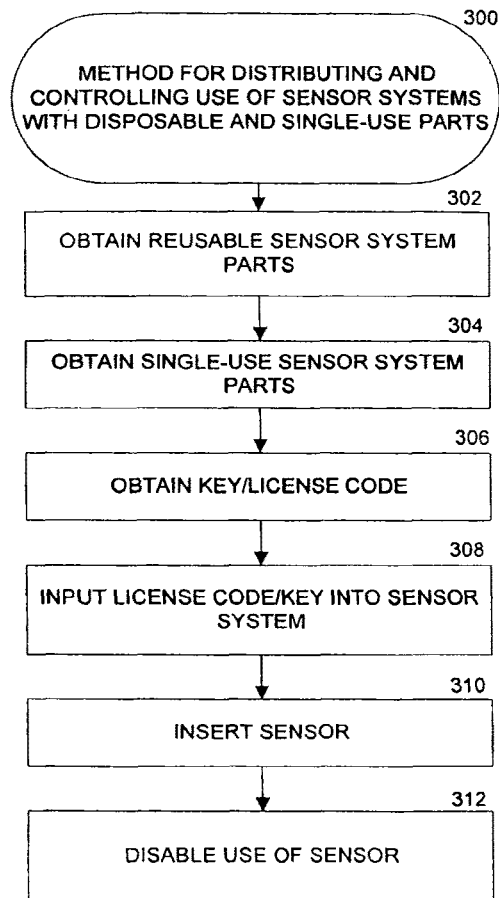 300
METHOD FOR DISTRIBUTING AND
CONTROLLING USE OF SENSOR SYSTEMS
WITH DISPOSABLE AND SINGLE-USE PARTS
302
OBTAIN REUSABLE SENSOR SYSTEM
PARTS
304
OBTAIN SINGLE-USE SENSOR SYSTEM
PARTS
306
OBTAIN KEY/LICENSE CODE
308
INPUT LICENSE CODE/KEY INTO SENSOR
SYSTEM
310
INSERT SENSOR
312
DISABLE USE OF SENSOR